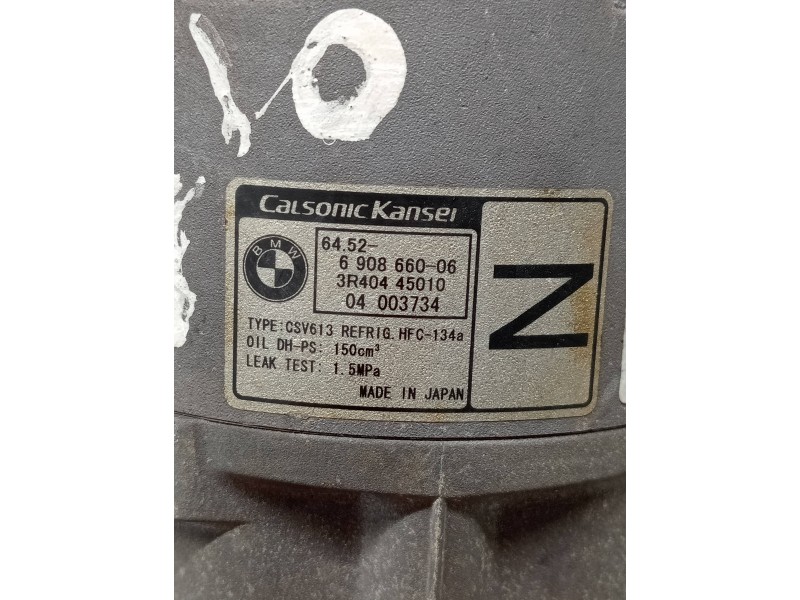 10
Calsonic Kansei
BMW
64.52-
6 908 660-06
3R404 45010
04 003734
TYPE:CSV613 REFRIG.HFC-134a
OIL DH-PS: 150cm³
LEAK TEST: 1.5MPa
MADE IN JAPAN
N